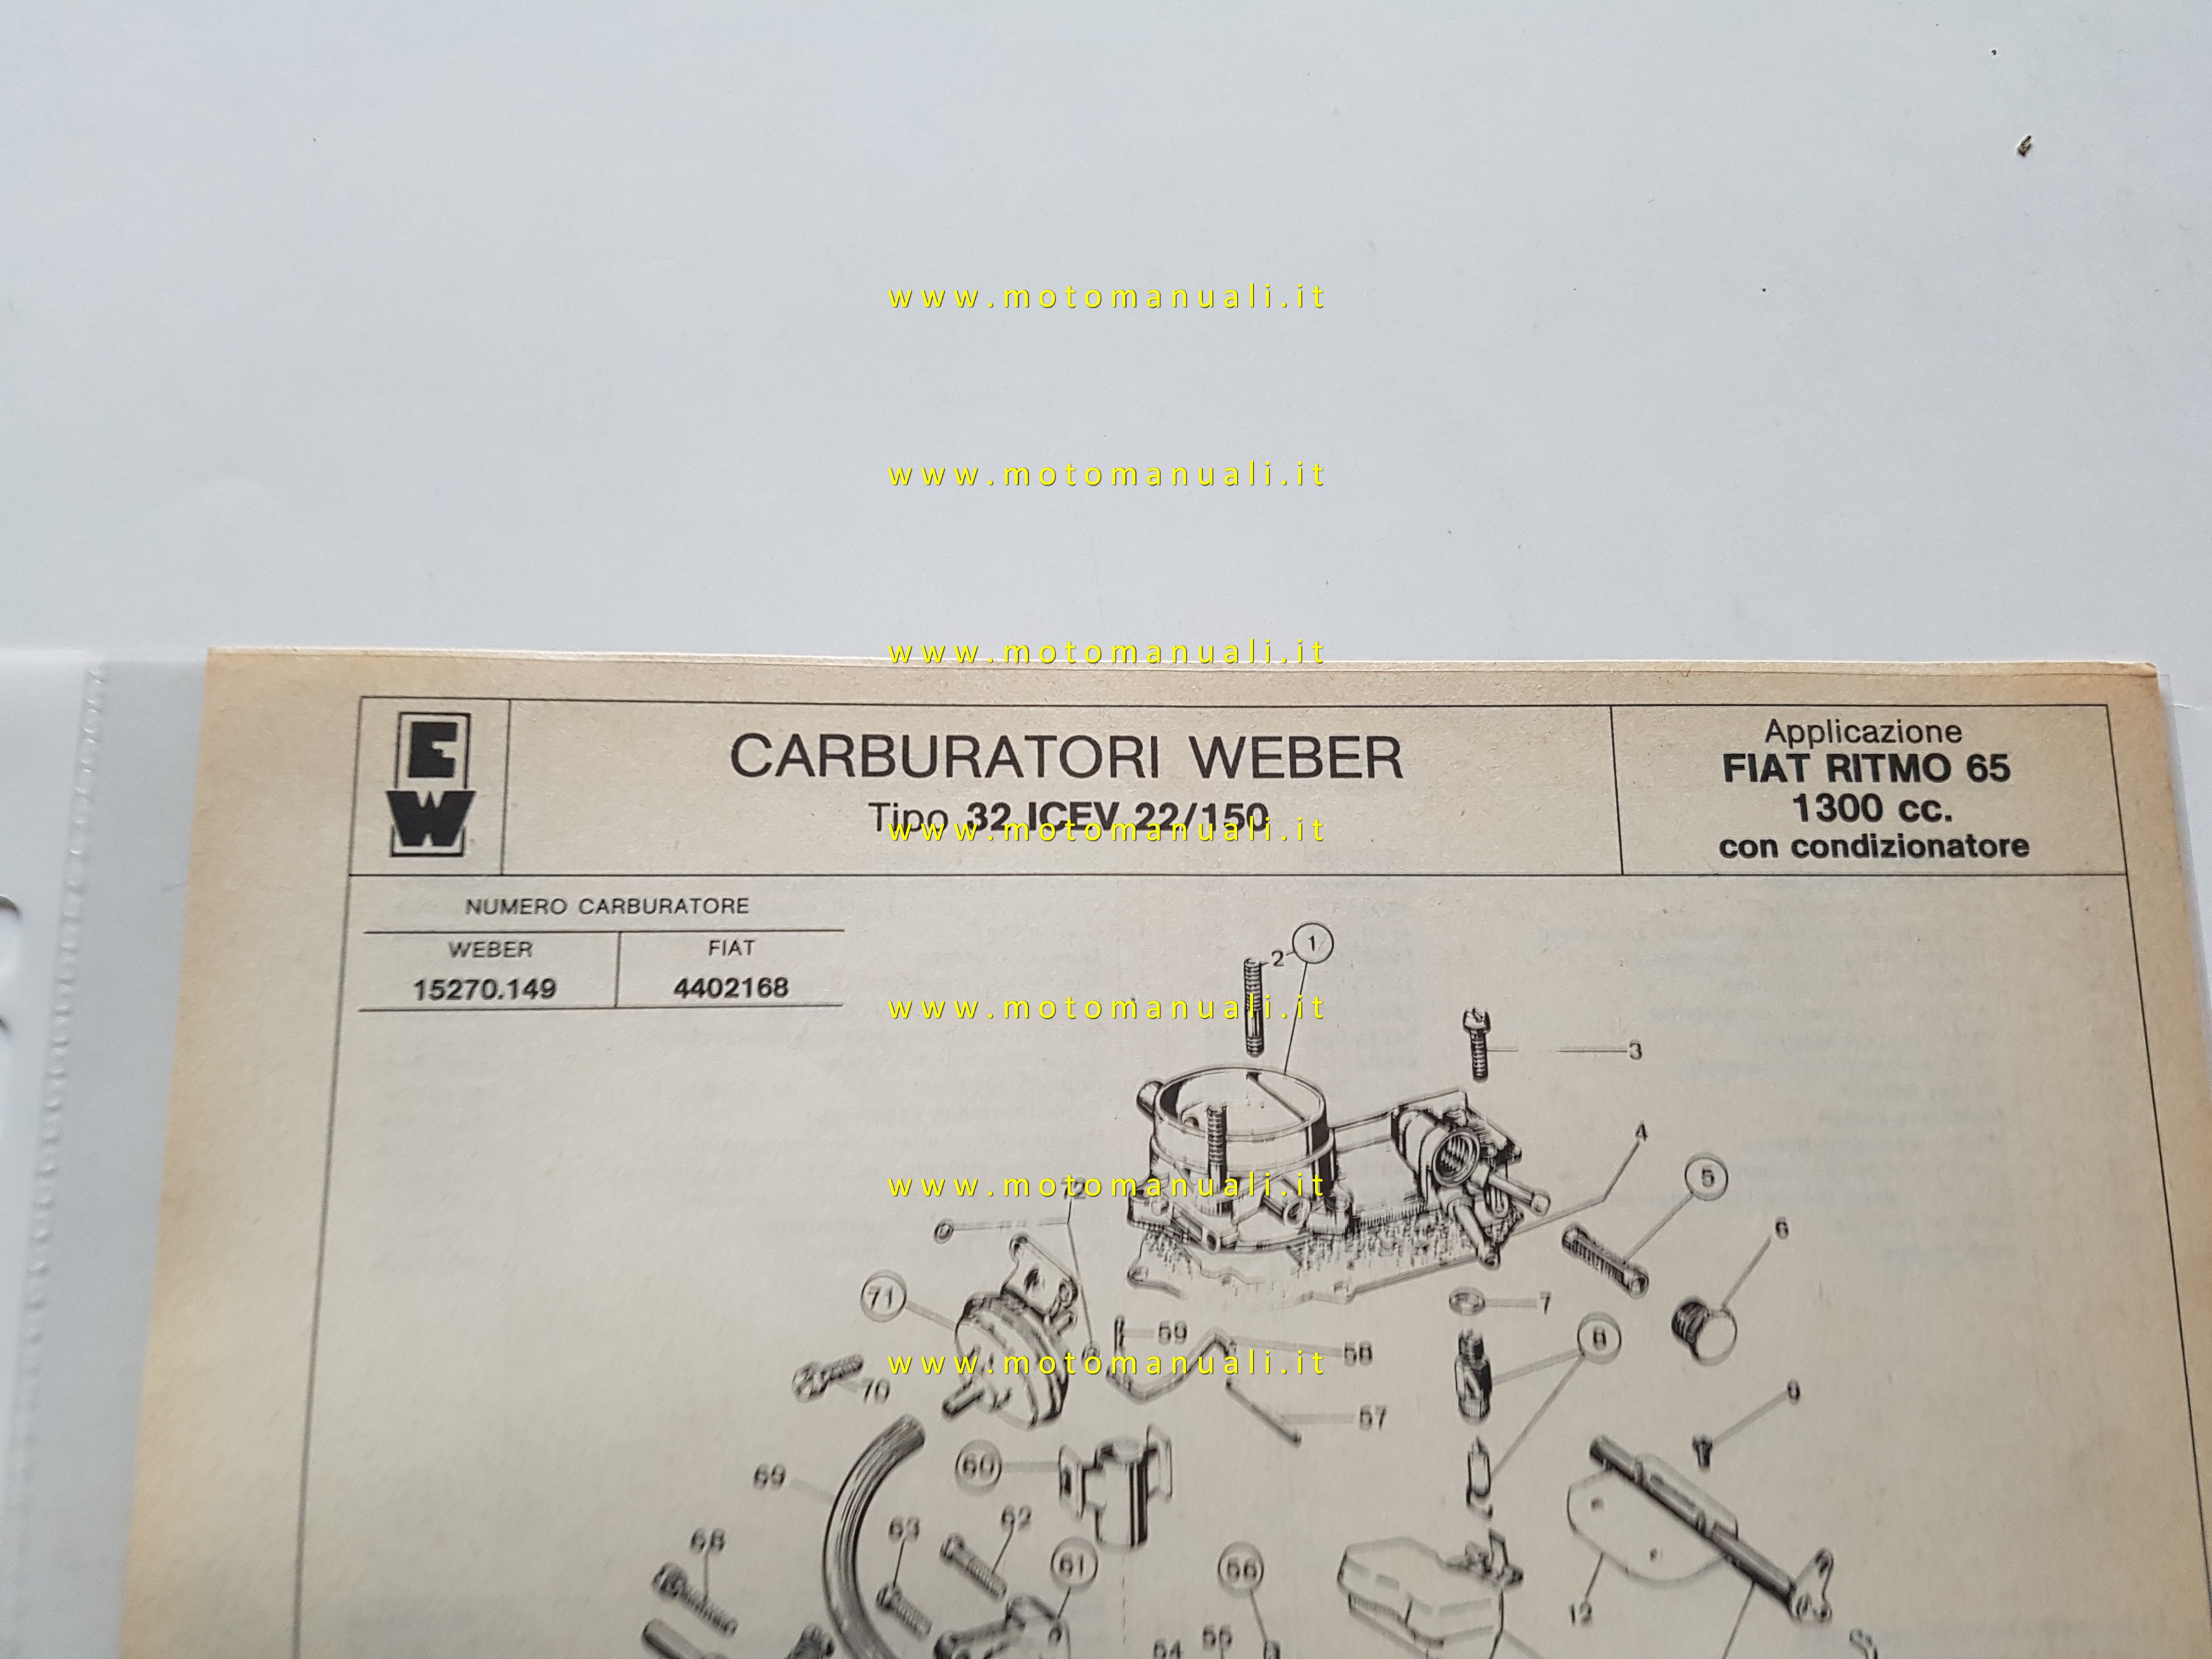 www.motomanuali.it
www.motomanuali.it
www.motomanuali.it
EW
CARBURATORI WEBER
Tipo 32 ICEV 22/150
www.motomanuali.it
Applicazione
FIAT RITMO 65
1300 cc.
con condizionatore
NUMERO CARBURATORE
WEBER FIAT
15270.149 4402168
www.motomanuali.it
1
2
3
4
5
www.motomanuali.it
6
71
7
59
8
58
www.motomanuali.it
70
9
57
60
69
62
63
68
61
66
12
54 55